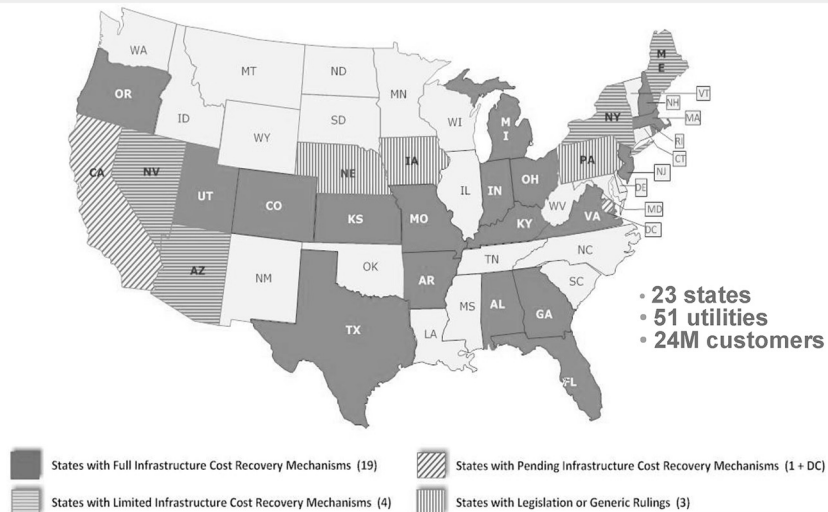 WA
MT
ND
MN
OR
ID
SD
WI
M
I
M
E
VT
NH
NY
MA
WY
RI
CT
CA
NV
NE
IA
PA
NJ
UT
CO
IL
IN
OH
DE
KS
MO
WV
VA
MD
KY
DC
AZ
NM
OK
AR
TN
NC
SC
TX
LA
MS
AL
GA
FL
• 23 states
• 51 utilities
• 24M customers
States with Full Infrastructure Cost Recovery Mechanisms (19)
States with Pending Infrastructure Cost Recovery Mechanisms (1 + DC)
States with Limited Infrastructure Cost Recovery Mechanisms (4)
States with Legislation or Generic Rulings (3)